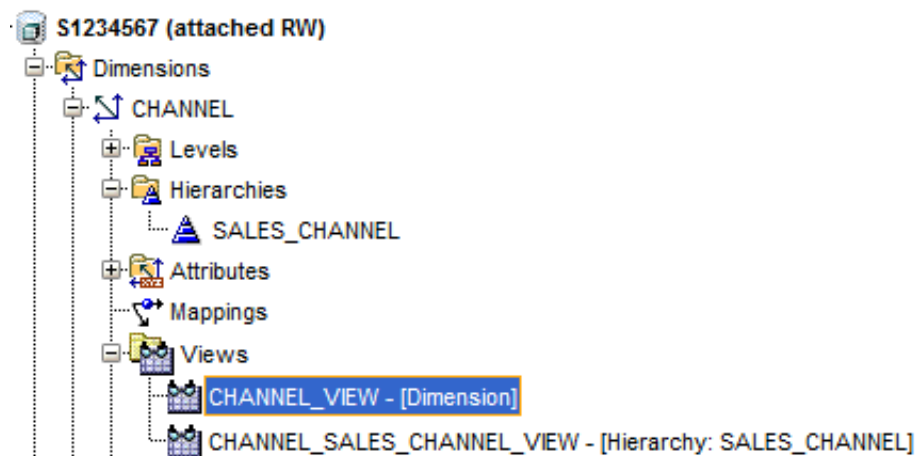 S1234567 (attached RW)
Dimensions
CHANNEL
Levels
Hierarchies
SALES_CHANNEL
Attributes
Mappings
Views
CHANNEL_VIEW - [Dimension]
CHANNEL_SALES_CHANNEL_VIEW - [Hierarchy: SALES_CHANNEL]